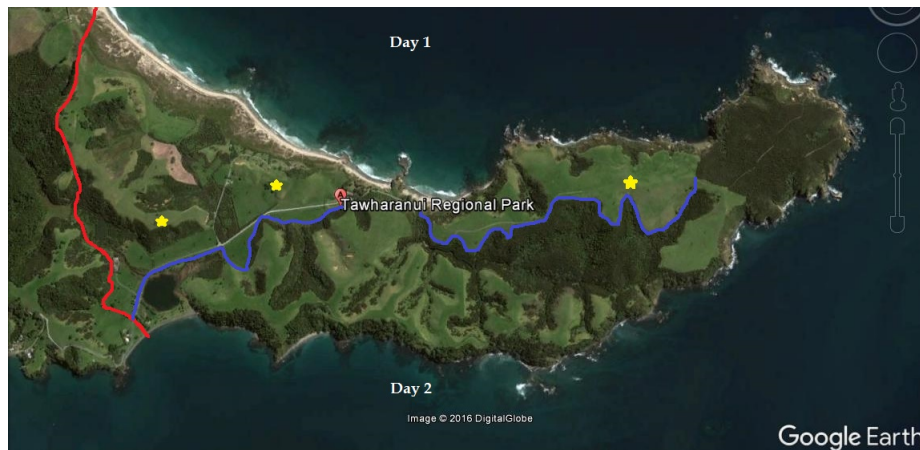 Day 1
A
Tawharanui Regional Park
Day 2
Image © 2016 DigitalGlobe
Google Earth